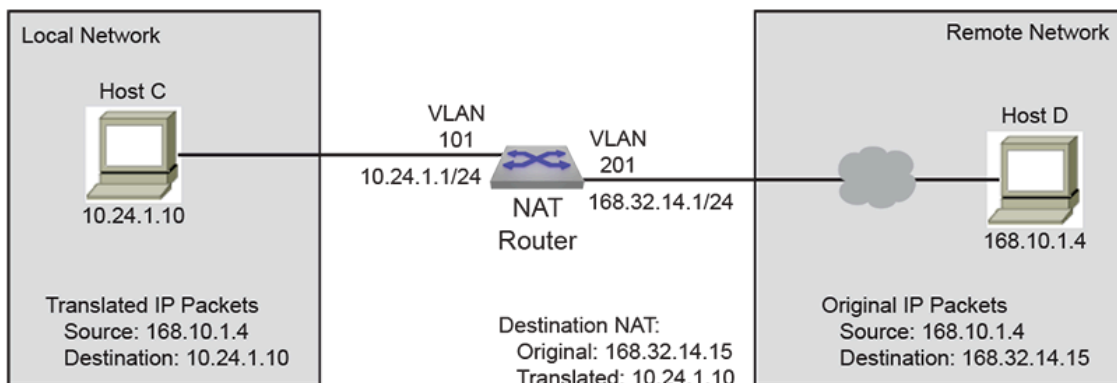 Local Network
Host C
10.24.1.10
Translated IP Packets
Source: 168.10.1.4
Destination: 10.24.1.10
VLAN
101
10.24.1.1/24
NAT
Router
VLAN
201
168.32.14.1/24
Destination NAT:
Original: 168.32.14.15
Translated: 10.24.1.10
Remote Network
Host D
168.10.1.4
Original IP Packets
Source: 168.10.1.4
Destination: 168.32.14.15